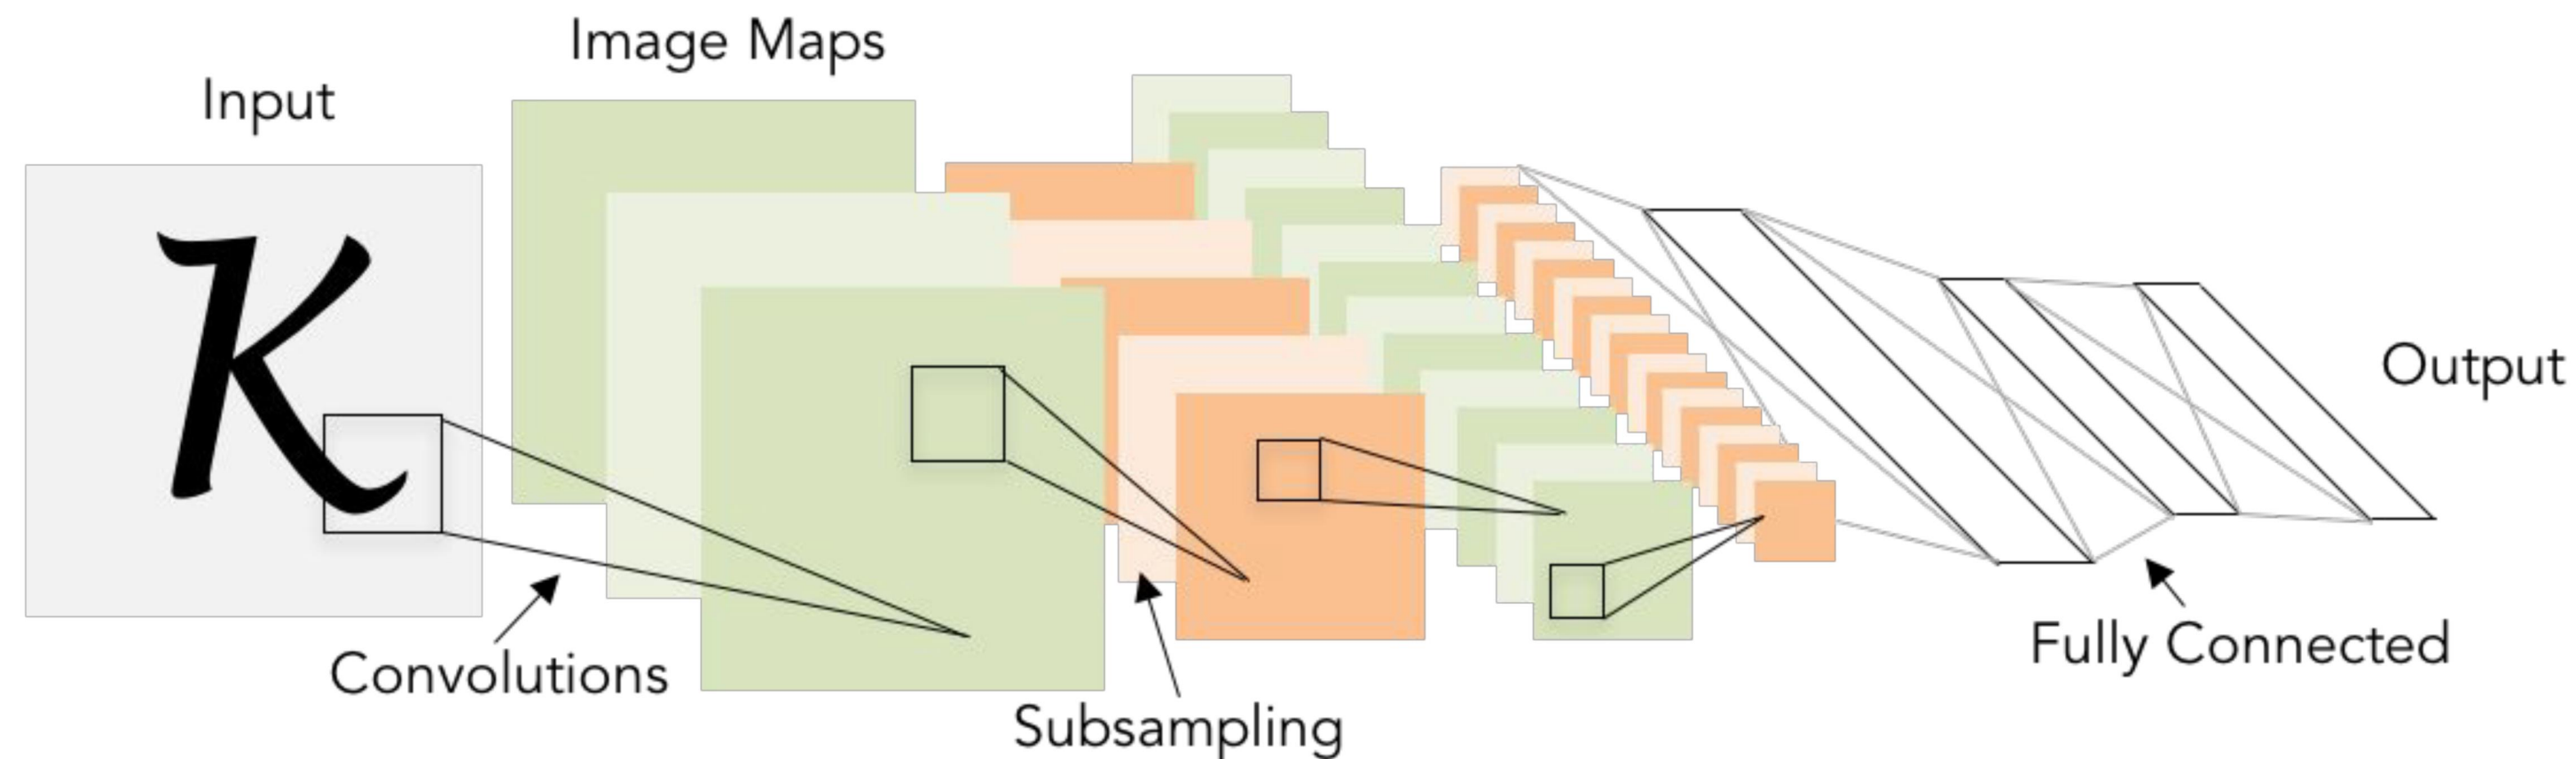 Image Maps
Input
K
Output
Convolutions
Subsampling
Fully Connected